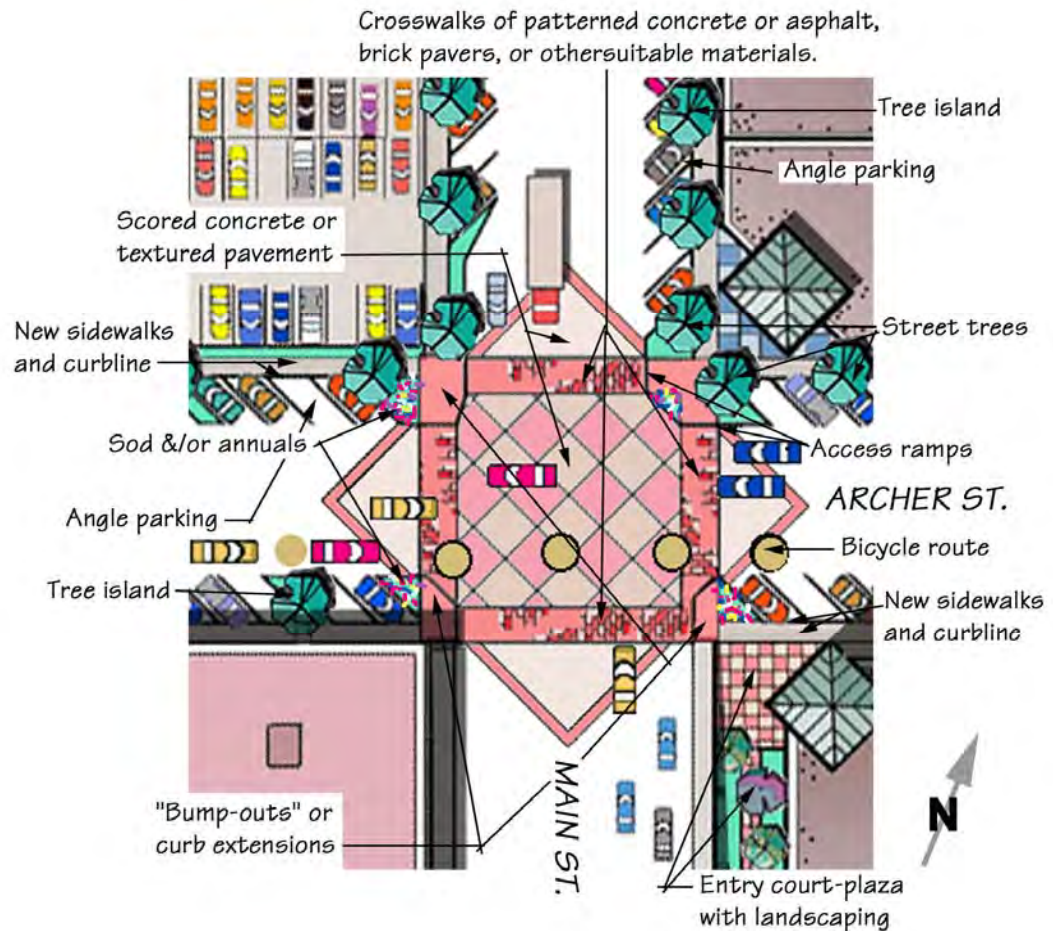 Crosswalks of patterned concrete or asphalt,
brick pavers, or othersuitable materials.
Tree island
Angle parking
Scored concrete or
textured pavement
New sidewalks
and curbline
Street trees
Sod &/or annuals
Access ramps
ARCHER ST.
Angle parking
Bicycle route
Tree island
New sidewalks
and curbline
MAIN ST.
"Bump-outs" or
curb extensions
N
Entry court-plaza
with landscaping